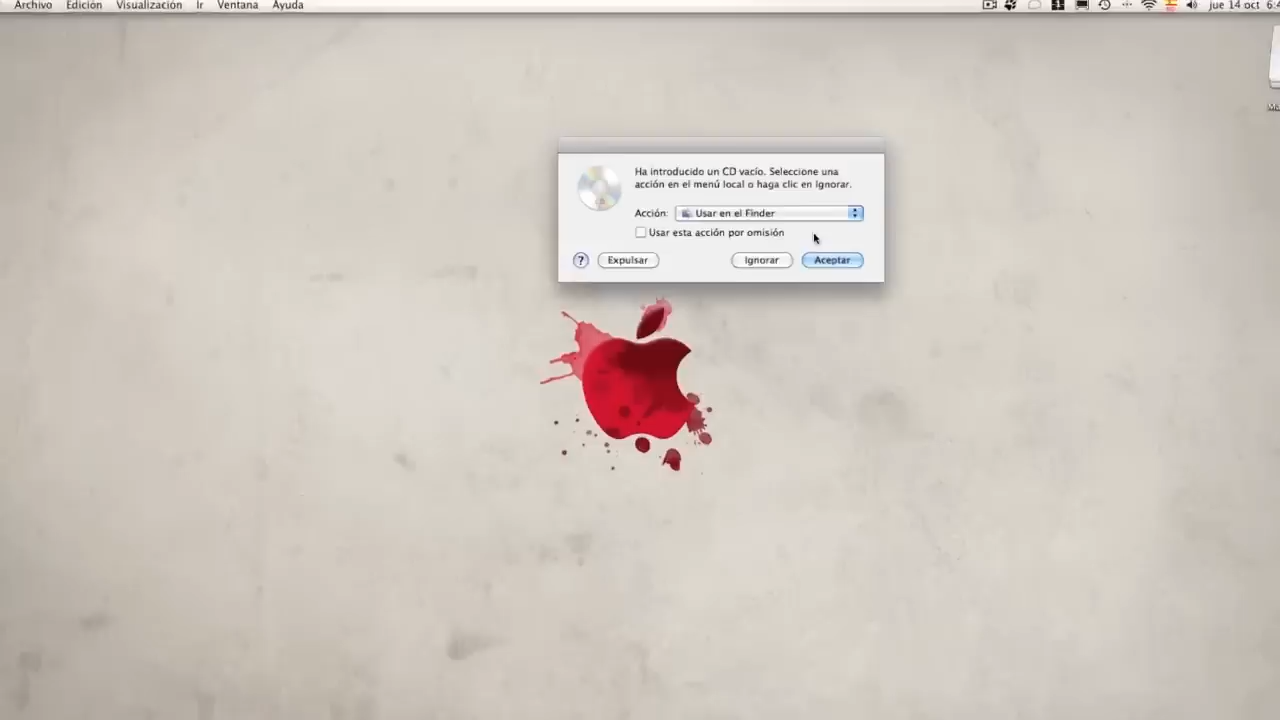 Archivo Edición Visualización Ir Ventana Ayuda
jue 14 oct 6:4
Ha introducido un CD vacío. Seleccione una
acción en el menú local o haga clic en Ignorar.
Acción: Usar en el Finder
Usar esta acción por omisión
? Expulsar Ignorar Aceptar